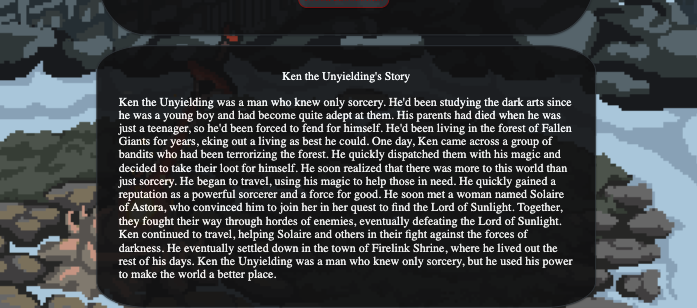 Ken the Unyielding's Story
Ken the Unyielding was a man who knew only sorcery. He'd been studying the dark arts since
he was a young boy and had become quite adept at them. His parents had died when he was
just a teenager, so he'd been forced to fend for himself. He'd been living in the forest of Fallen
Giants for years, eking out a living as best he could. One day, Ken came across a group of
bandits who had been terrorizing the forest. He quickly dispatched them with his magic and
decided to take their loot for himself. He soon realized that there was more to this world than
just sorcery. He began to travel, using his magic to help those in need. He quickly gained a
reputation as a powerful sorcerer and a force for good. He soon met a woman named Solaire
of Astora, who convinced him to join her in her quest to find the Lord of Sunlight. Together,
they fought their way through hordes of enemies, eventually defeating the Lord of Sunlight.
Ken continued to travel, helping Solaire and others in their fight against the forces of
darkness. He eventually settled down in the town of Firelink Shrine, where he lived out the
rest of his days. Ken the Unyielding was a man who knew only sorcery, but he used his power
to make the world a better place.